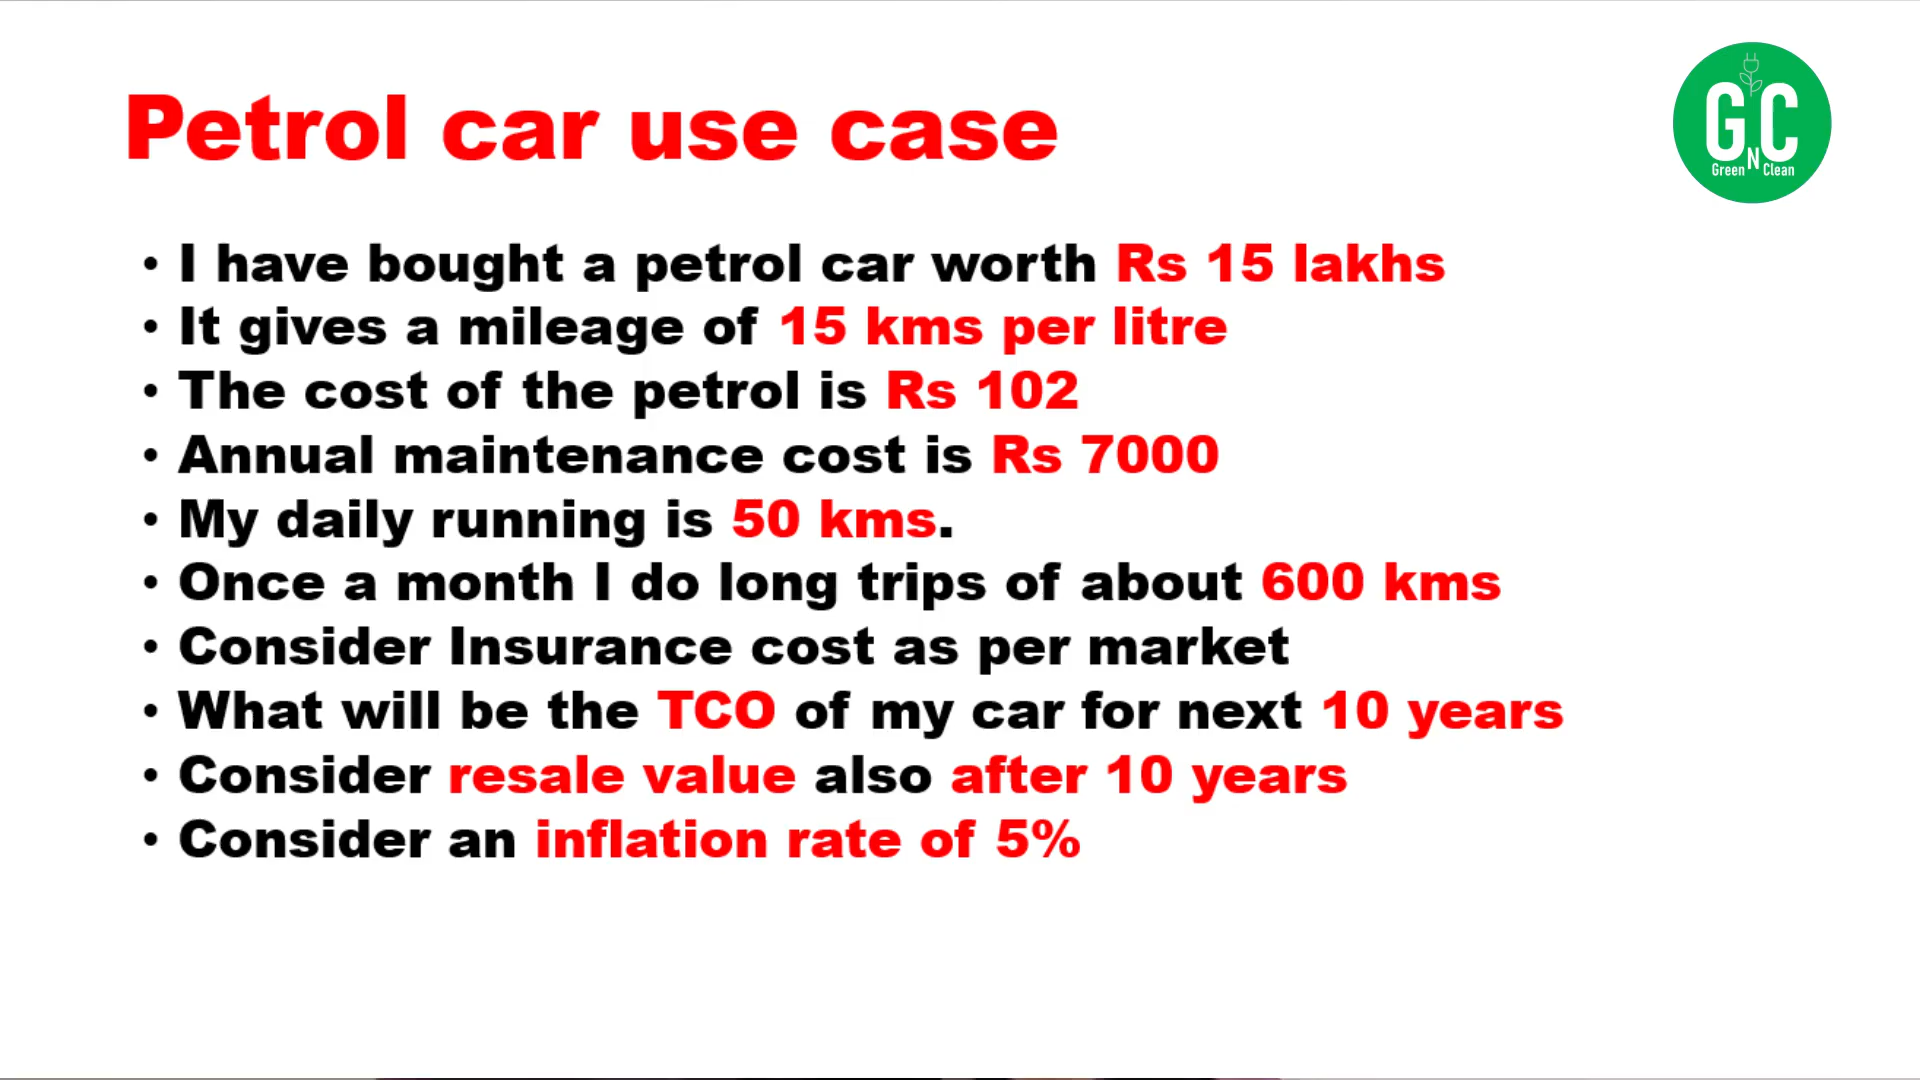 Petrol car use case
GNC
Green Clean
• I have bought a petrol car worth Rs 15 lakhs
• It gives a mileage of 15 kms per litre
• The cost of the petrol is Rs 102
• Annual maintenance cost is Rs 7000
• My daily running is 50 kms.
• Once a month I do long trips of about 600 kms
• Consider Insurance cost as per market
• What will be the TCO of my car for next 10 years
• Consider resale value also after 10 years
• Consider an inflation rate of 5%